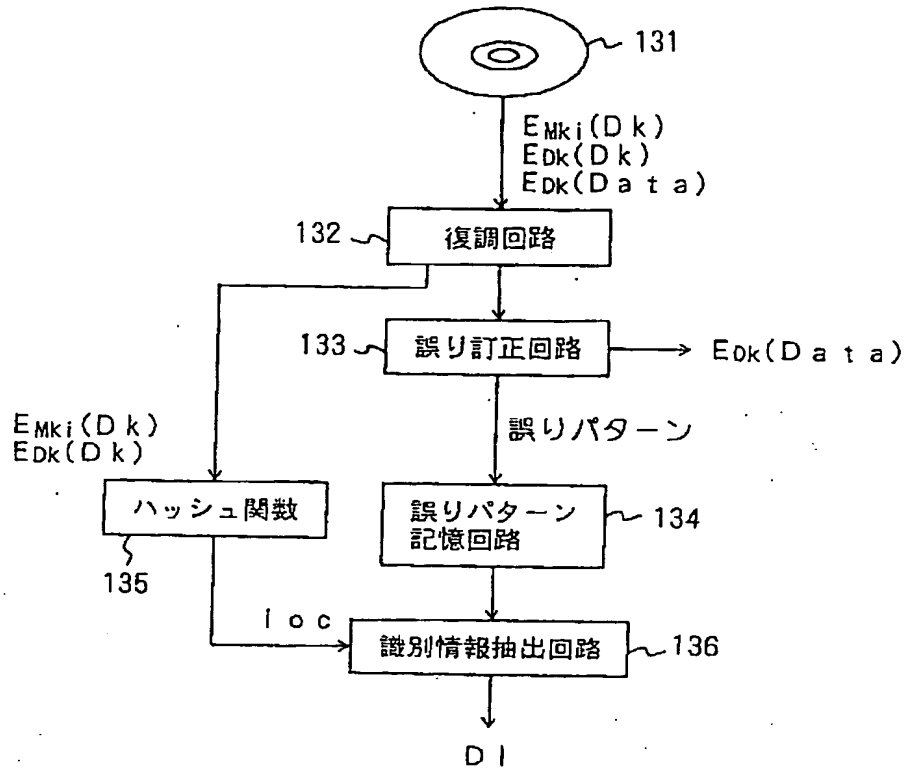 131
EMki(Dk)
EDk(Dk)
EDk(Data)
132
復調回路
133
誤り訂正回路
EDk(Data)
誤りパターン
EMki(Dk)
EDk(Dk)
ハッシュ関数
135
誤りパターン
記憶回路
134
ioc
識別情報抽出回路
136
DI